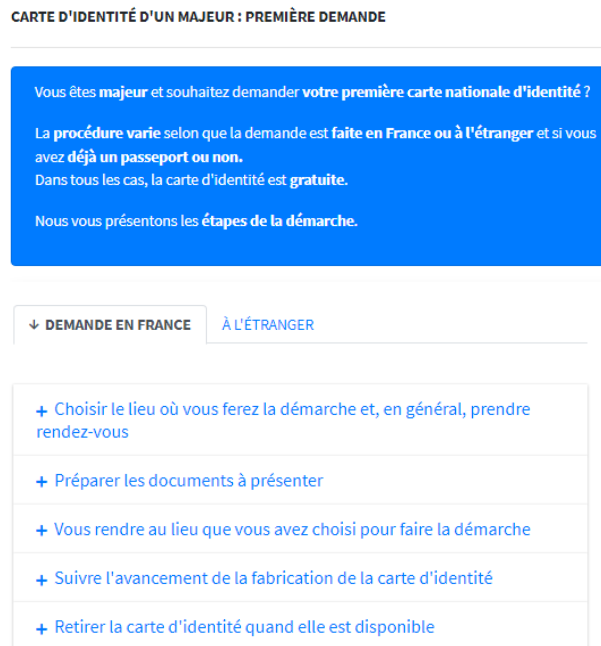 CARTE D'IDENTITÉ D'UN MAJEUR : PREMIÈRE DEMANDE
Vous êtes majeur et souhaitez demander votre première carte nationale d'identité ?
La procédure varie selon que la demande est faite en France ou à l'étranger et si vous
avez déjà un passeport ou non.
Dans tous les cas, la carte d'identité est gratuite.
Nous vous présentons les étapes de la démarche.
↓ DEMANDE EN FRANCE À L'ÉTRANGER
+ Choisir le lieu où vous ferez la démarche et, en général, prendre
rendez-vous
+ Préparer les documents à présenter
+ Vous rendre au lieu que vous avez choisi pour faire la démarche
+ Suivre l'avancement de la fabrication de la carte d'identité
+ Retirer la carte d'identité quand elle est disponible